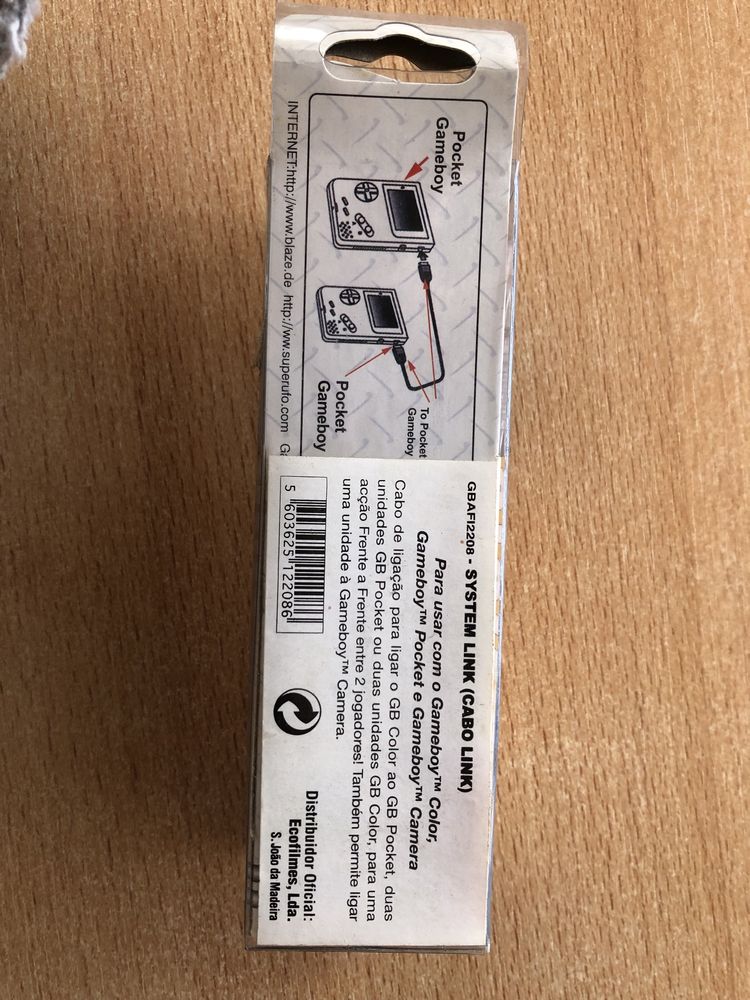 Pocket
Gameboy
To Pocket
Gameboy
Pocket
Gameboy
INTERNET:http://www.blaze.de http://ww.superufo.com
GBAFI2208 - SYSTEM LINK (CABO LINK)
Para usar com o Gameboy™ Color,
Gameboy™ Pocket e Gameboy™ Camera
Cabo de ligação para ligar o GB Color ao GB Pocket, duas
unidades GB Pocket ou duas unidades GB Color, para uma
acção Frente a Frente entre 2 jogadores! Também permite ligar
uma unidade à Gameboy™ Camera.
5 603625 122086
Distribuidor Oficial:
Ecofilmes, Lda.
S. João da Madeira